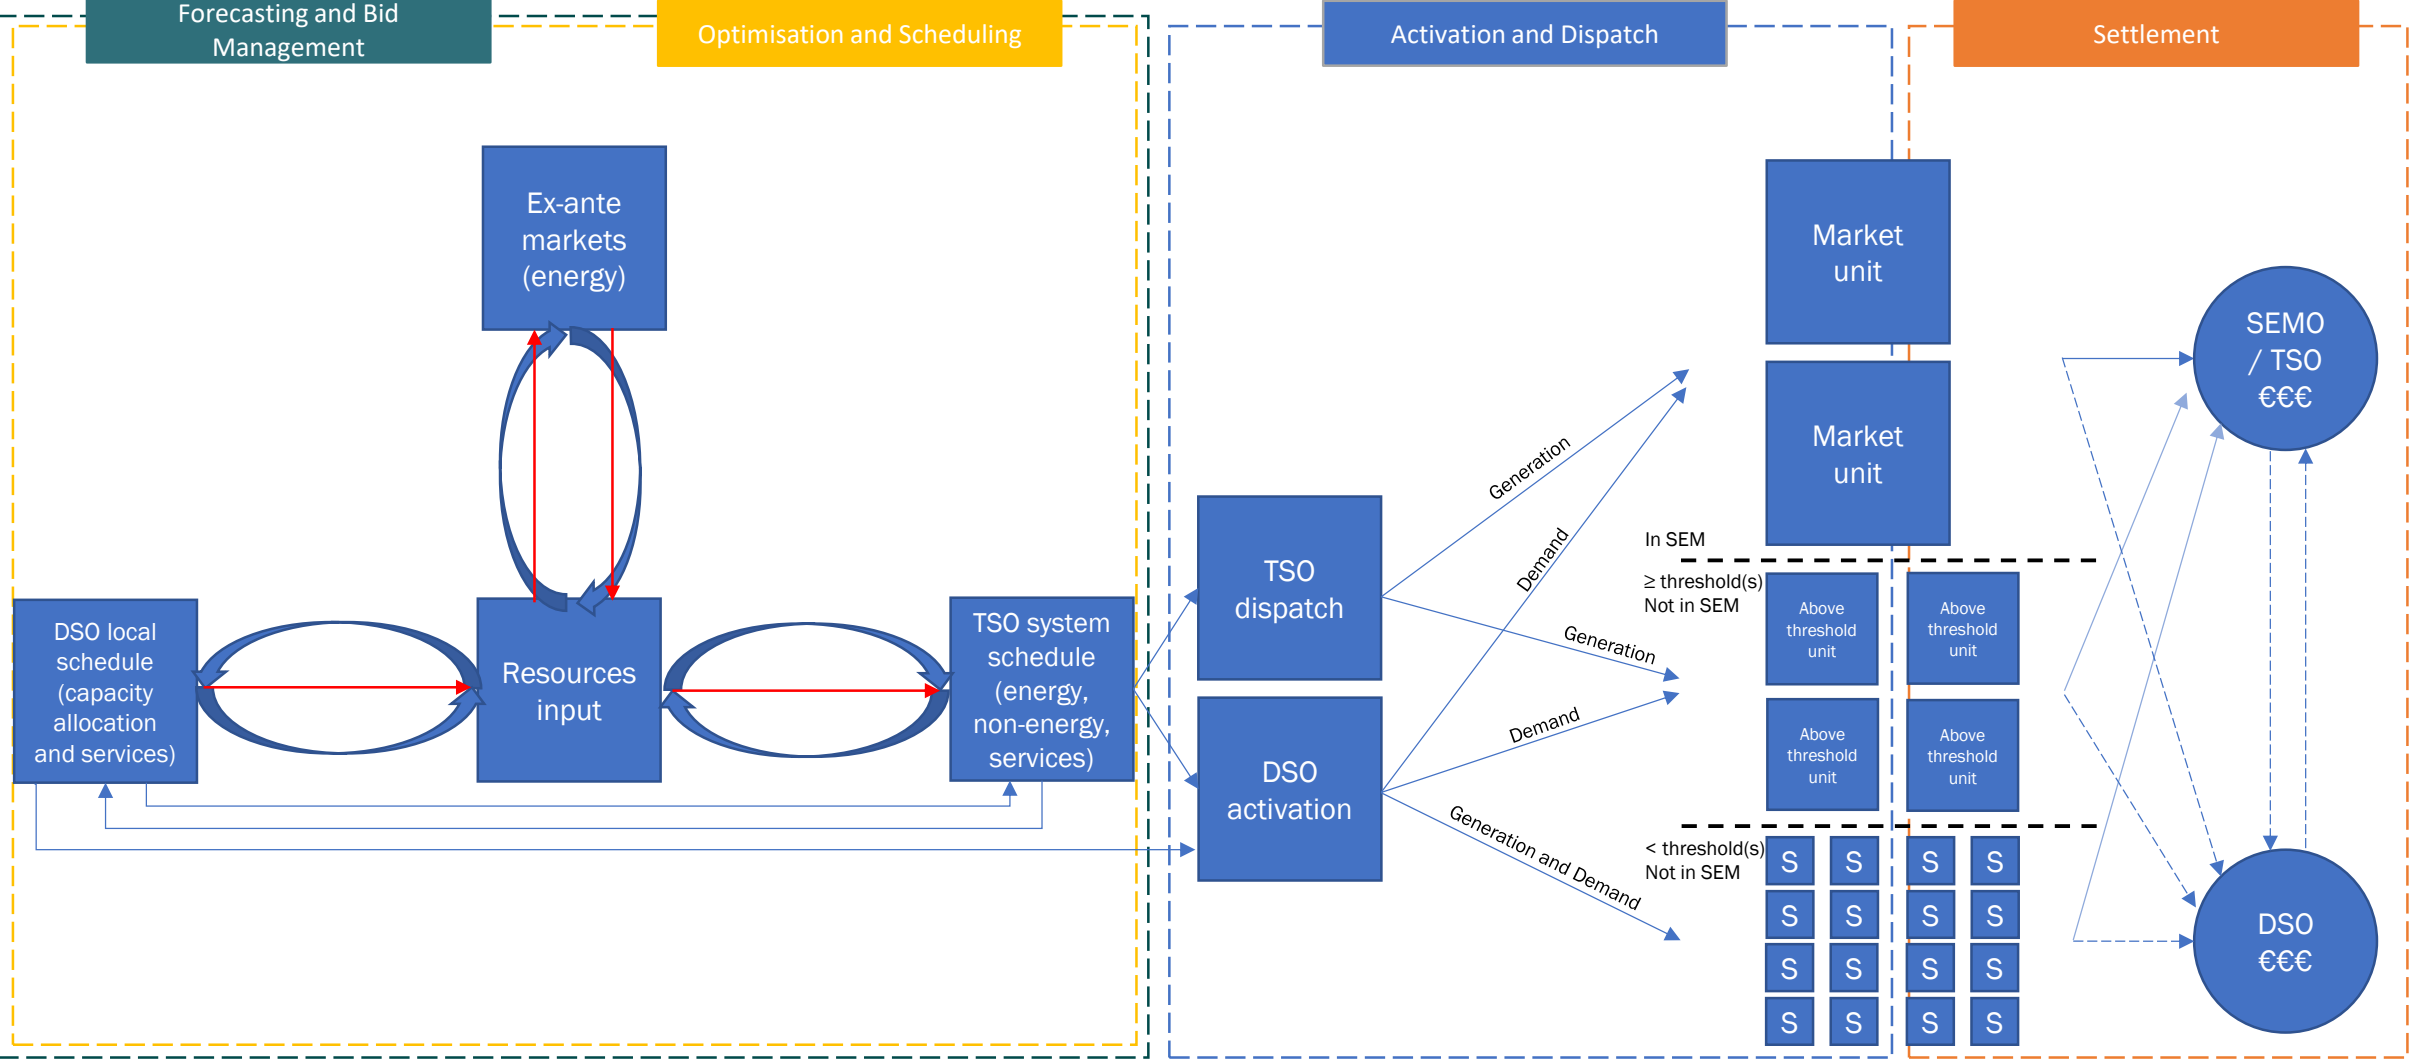 Forecasting and Bid
Management
Optimisation and Scheduling
Activation and Dispatch
Settlement
Ex-ante
markets
(energy)
DSO local
schedule
(capacity
allocation
and services)
Resources
input
TSO system
schedule
(energy,
non-energy,
services)
TSO
dispatch
DSO
activation
Generation
Demand
Generation
Demand
Generation and Demand
Market
unit
Market
unit
In SEM
≥ threshold(s)
Not in SEM
Above
threshold
unit
Above
threshold
unit
Above
threshold
unit
Above
threshold
unit
< threshold(s)
Not in SEM
S S S S
S S S S
S S S S
S S S S
SEMO
/ TSO
€€€
DSO
€€€